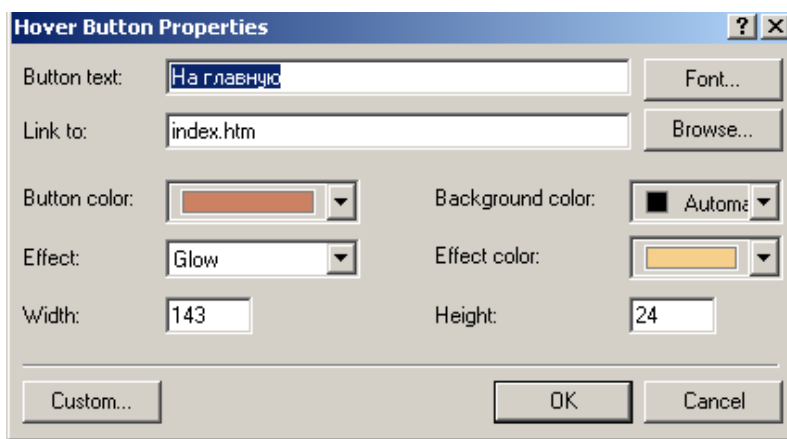 Hover Button Properties
Button text: На главную Font...
Link to: index.htm Browse...
Button color: Background color: Automa
Effect: Glow Effect color:
Width: 143 Height: 24
Custom... OK Cancel